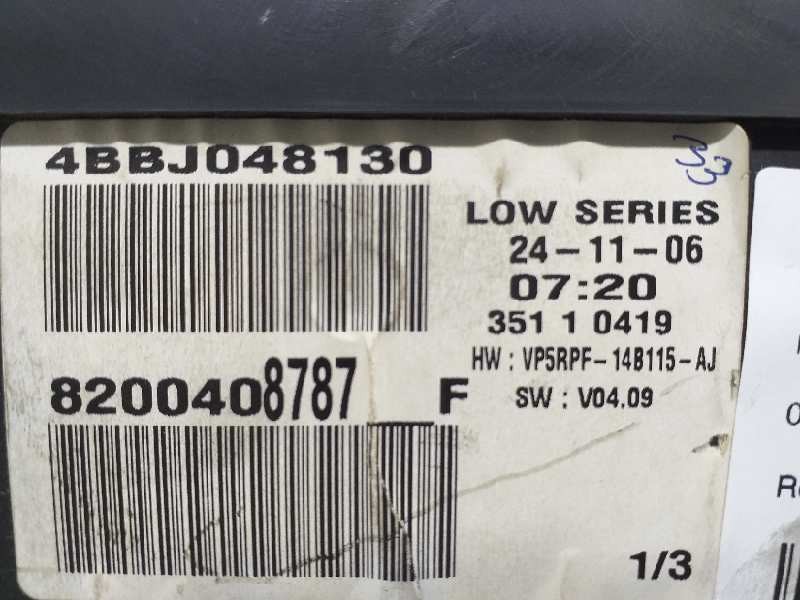 4BBJ048130
LOW SERIES
24-11-06
07:20
351 1 0419
HW : VP5RPF-14B115-AJ
SW : V04.09
8200408787 F
1/3